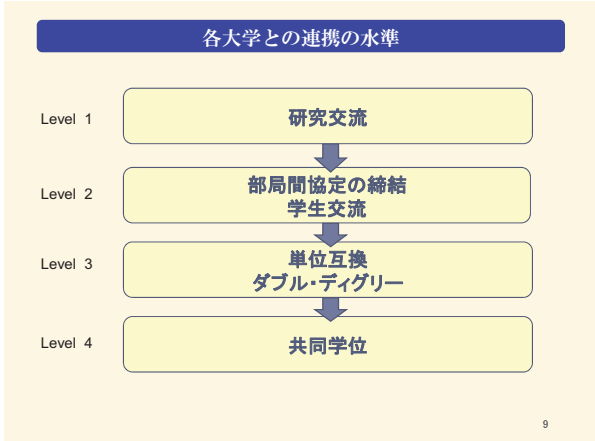 各大学との連携の水準
Level 1
研究交流
Level 2
部局間協定の締結
学生交流
Level 3
単位互換
ダブル・ディグリー
Level 4
共同学位
9